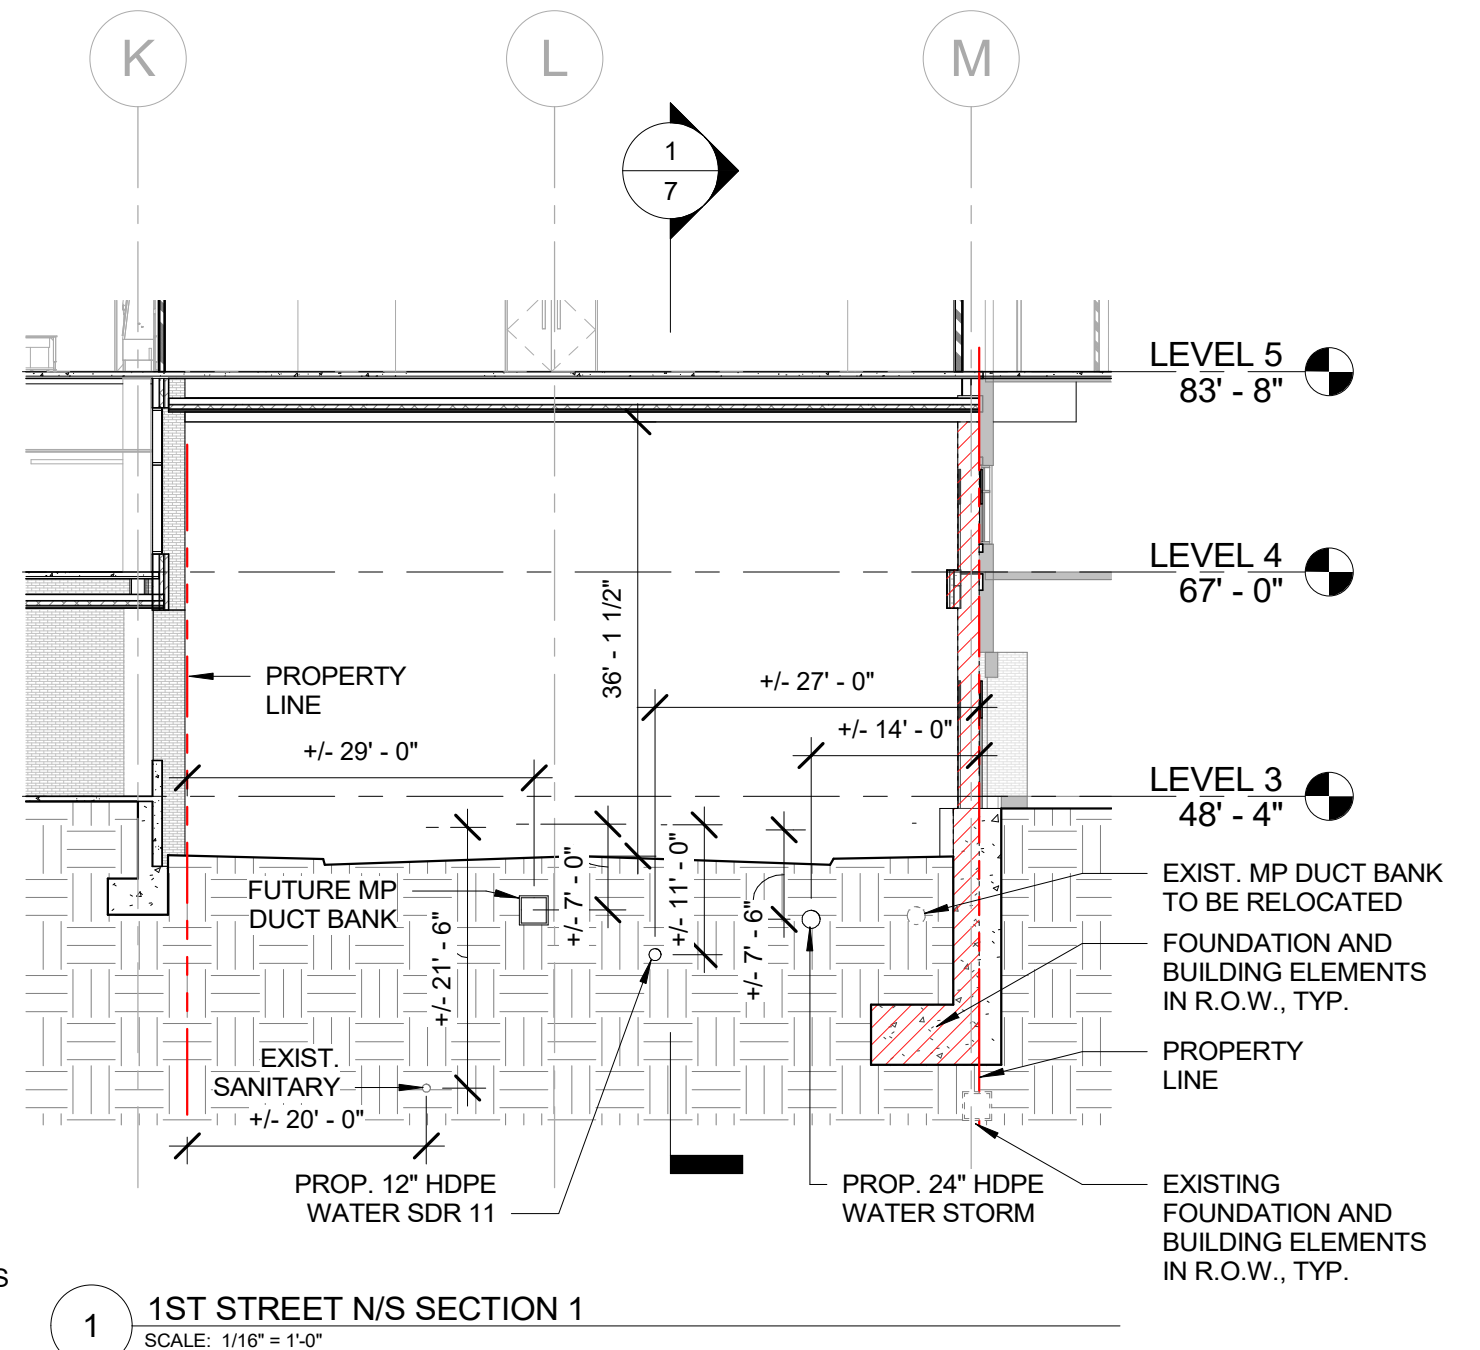 K
L
M
1
7
LEVEL 5
83' - 8"
LEVEL 4
67' - 0"
36' - 1 1/2"
PROPERTY
LINE
+/- 27' - 0"
+/- 14' - 0"
+/- 29' - 0"
LEVEL 3
48' - 4"
FUTURE MP
DUCT BANK
+/- 7' - 0"
+/- 11' - 0"
+/- 7' - 6"
+/- 21' - 6"
EXIST. MP DUCT BANK
TO BE RELOCATED
FOUNDATION AND
BUILDING ELEMENTS
IN R.O.W., TYP.
EXIST.
SANITARY
+/- 20' - 0"
PROPERTY
LINE
PROP. 12" HDPE
WATER SDR 11
PROP. 24" HDPE
WATER STORM
EXISTING
FOUNDATION AND
BUILDING ELEMENTS
IN R.O.W., TYP.
S
1
1ST STREET N/S SECTION 1
SCALE: 1/16" = 1'-0"